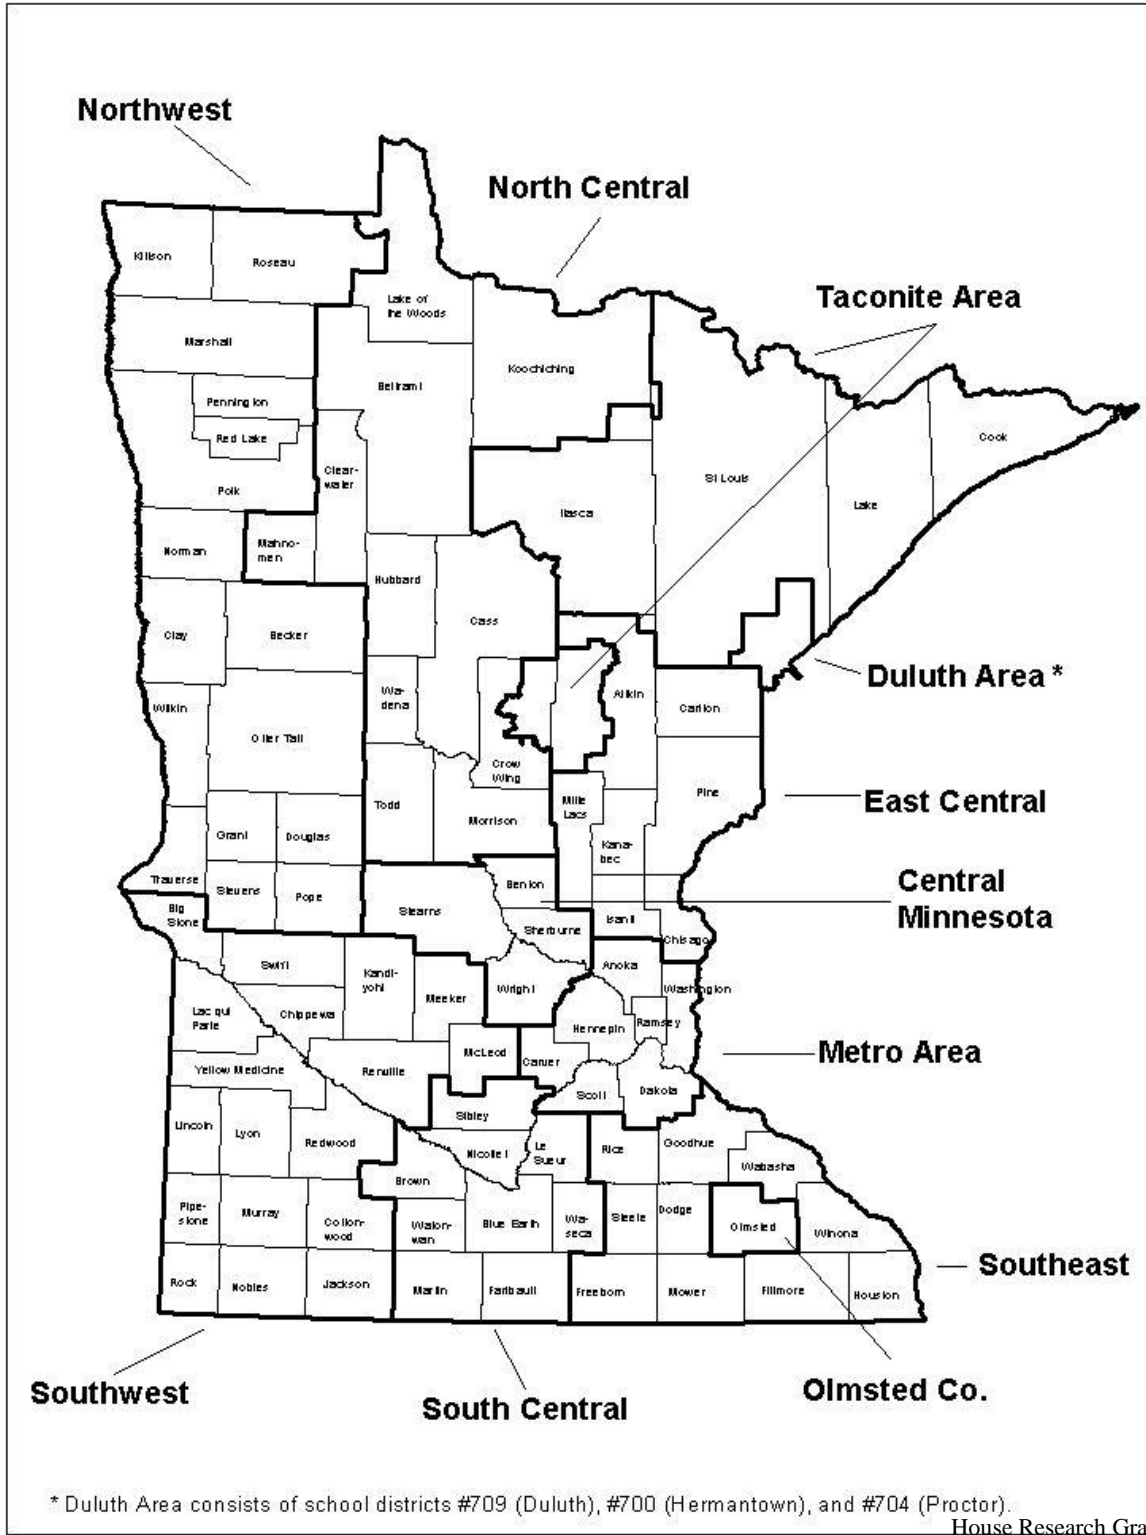 Northwest
North Central
Taconite Area
Kittson
Roseau
Lake of
the Woods
Marshall
Koochiching
Beltrami
Pennington
Red Lake
Cook
Clear-
water
St Louis
Polk
Lake
Itasca
Norman
Mahno-
men
Hubbard
Cass
Clay
Becker
Duluth Area *
Wa-
dena
Aitkin
Carlton
Wilkin
Otter Tail
Crow
Wing
Pine
East Central
Mille
Lacs
Todd
Morrison
Grant
Douglas
Kana-
bec
Traverse
Stevens
Pope
Benton
Central
Minnesota
Big
Stone
Stearns
Isanti
Sherburne
Chisago
Swift
Kandi-
yohi
Anoka
Meeker
Wright
Washington
Lac qui
Parle
Chippewa
Hennepin
Ramsey
McLeod
Carver
Metro Area
Yellow Medicine
Renville
Scott
Dakota
Sibley
Lincoln
Lyon
Redwood
Nicollet
Le
Sueur
Rice
Goodhue
Wabasha
Brown
Pipe-
stone
Murray
Cotton-
wood
Waton-
wan
Blue Earth
Wa-
seca
Steele
Dodge
Olmsted
Winona
Southeast
Rock
Nobles
Jackson
Martin
Faribault
Freeborn
Mower
Fillmore
Houston
Southwest
South Central
Olmsted Co.
* Duluth Area consists of school districts #709 (Duluth), #700 (Hermantown), and #704 (Proctor).
House Research Gra